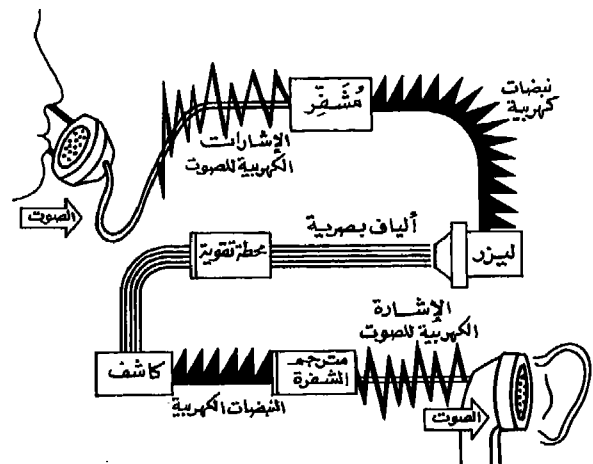 مُشَفِّر
نبضات
كهربية
الإشارات
الكهربية للصوت
الصوت
ألياف بصرية
ليزر
محطة تقوية
الإشارة
الكهربية للصوت
كاشف
مترجم
الشفرة
النبضات الكهربية
الصوت